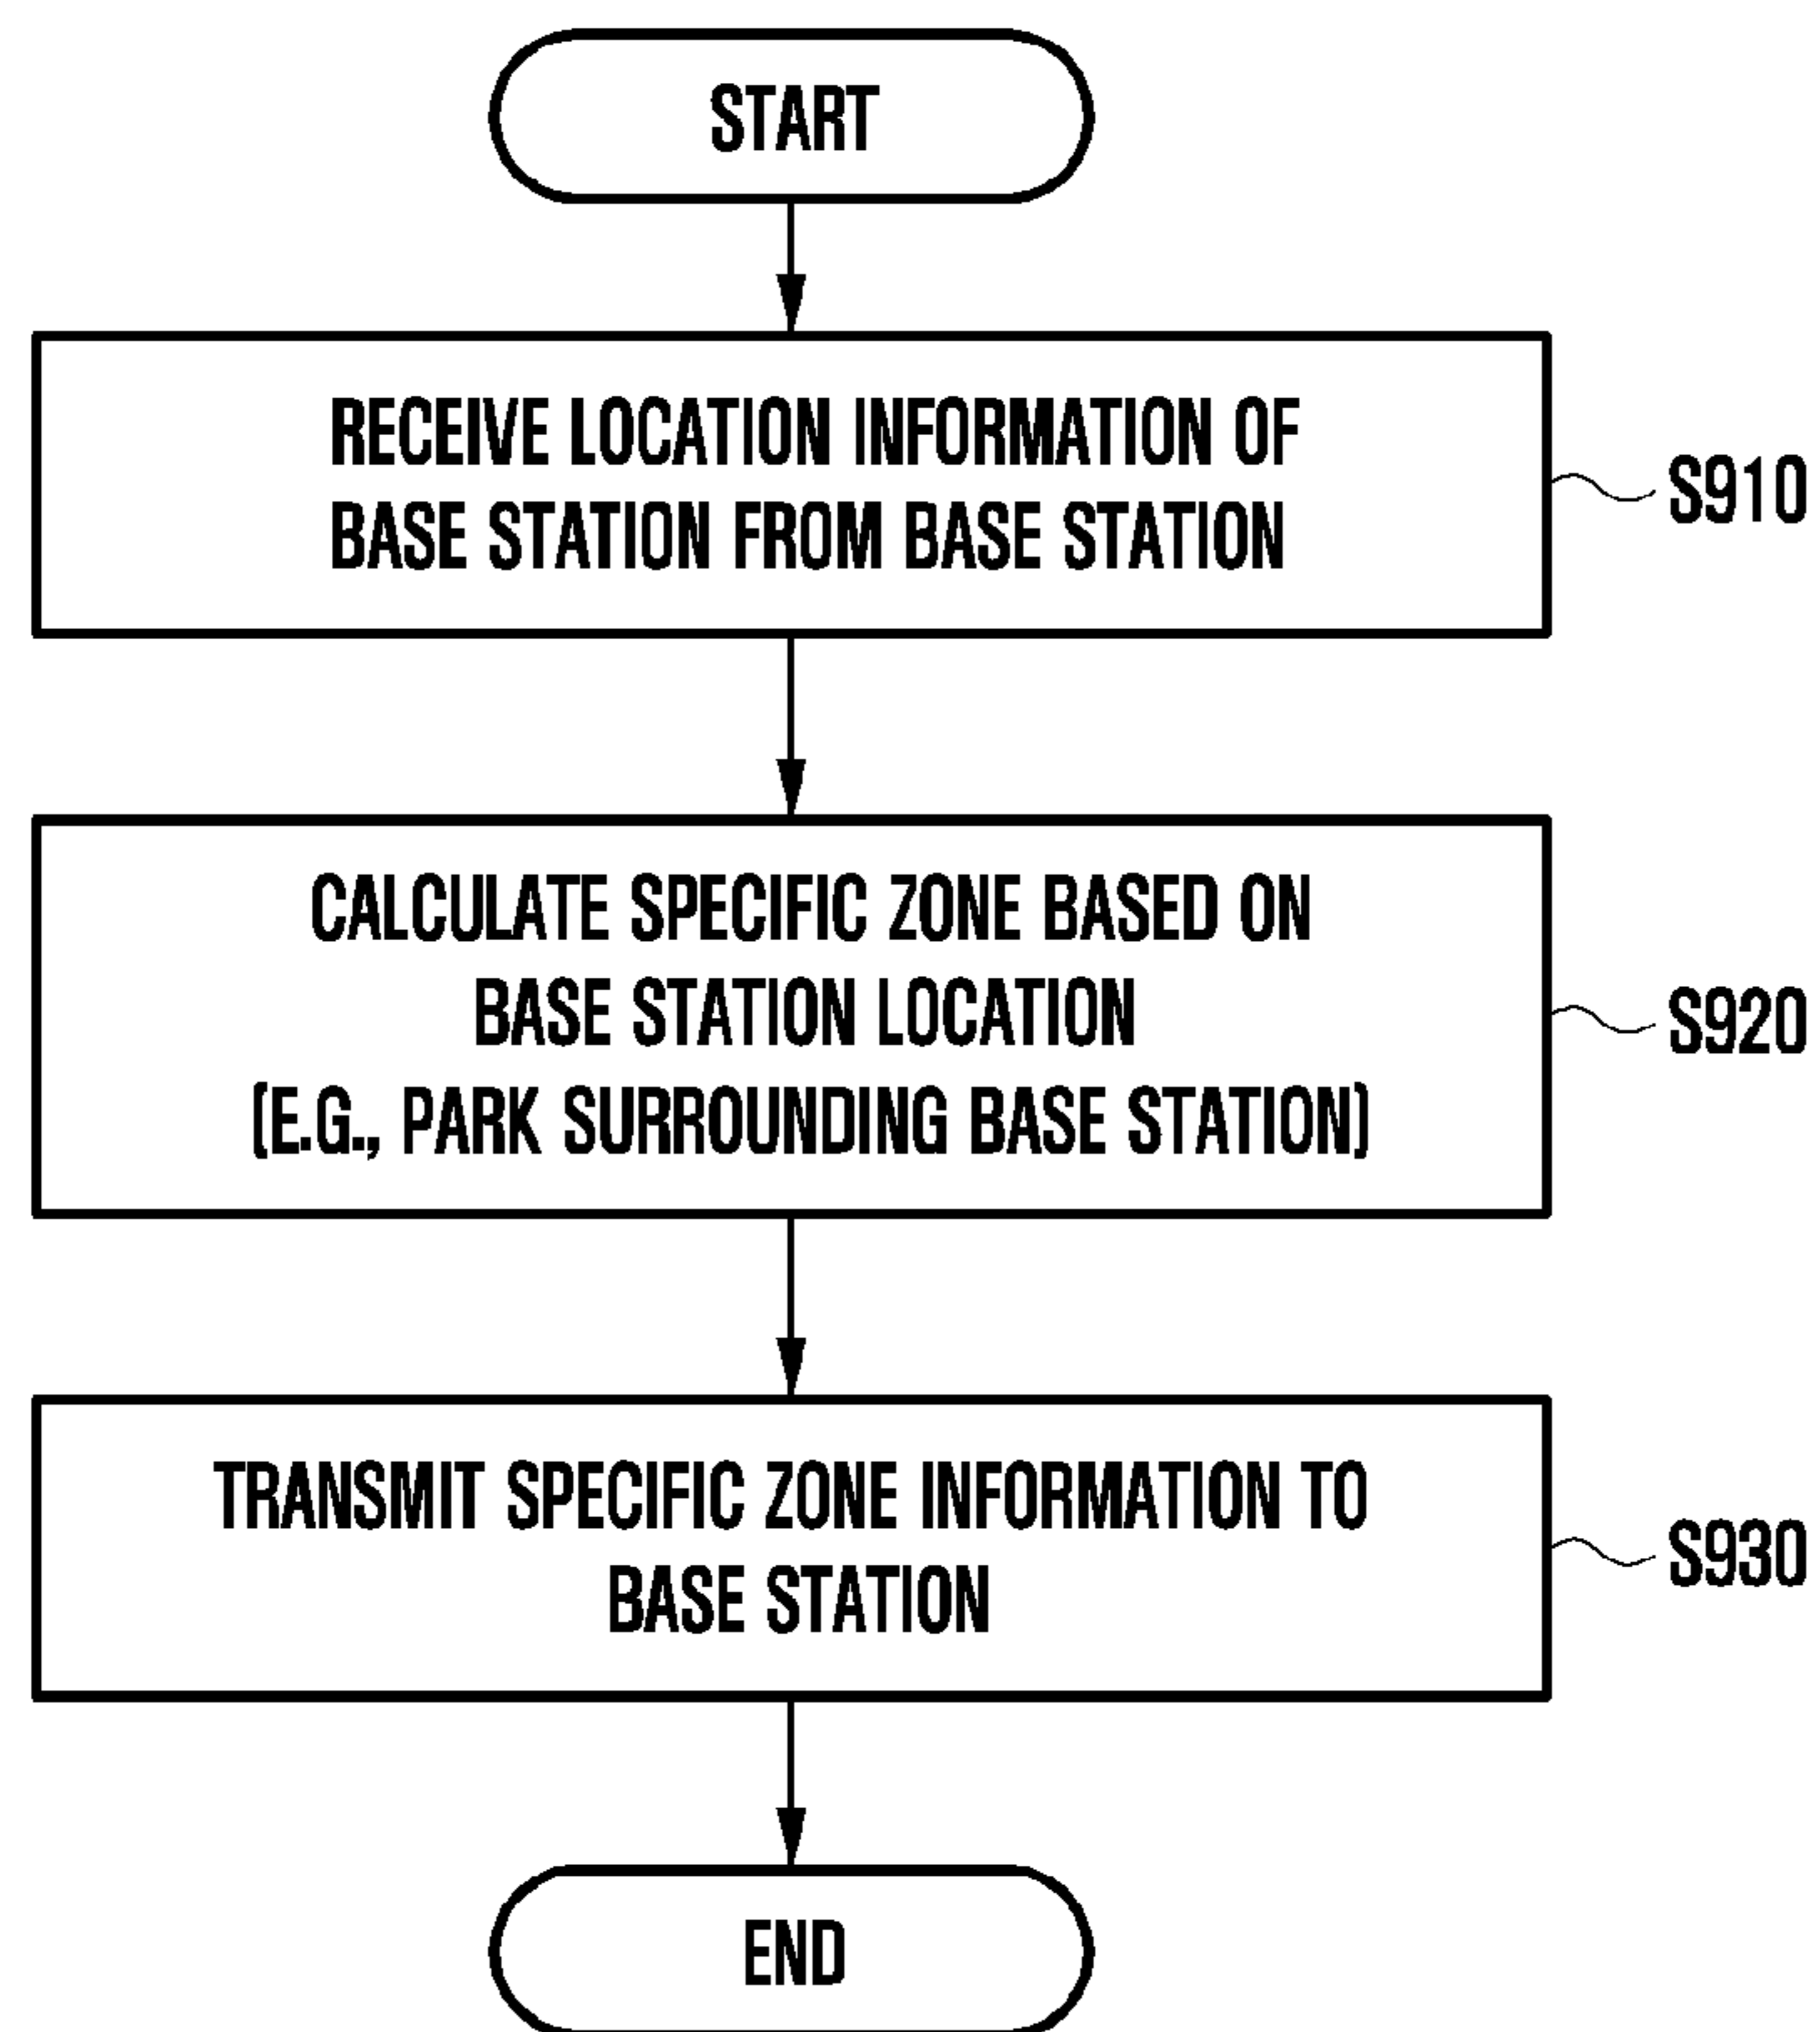 START
RECEIVE LOCATION INFORMATION OF
BASE STATION FROM BASE STATION
S910
CALCULATE SPECIFIC ZONE BASED ON
BASE STATION LOCATION
(E.G., PARK SURROUNDING BASE STATION)
S920
TRANSMIT SPECIFIC ZONE INFORMATION TO
BASE STATION
S930
END